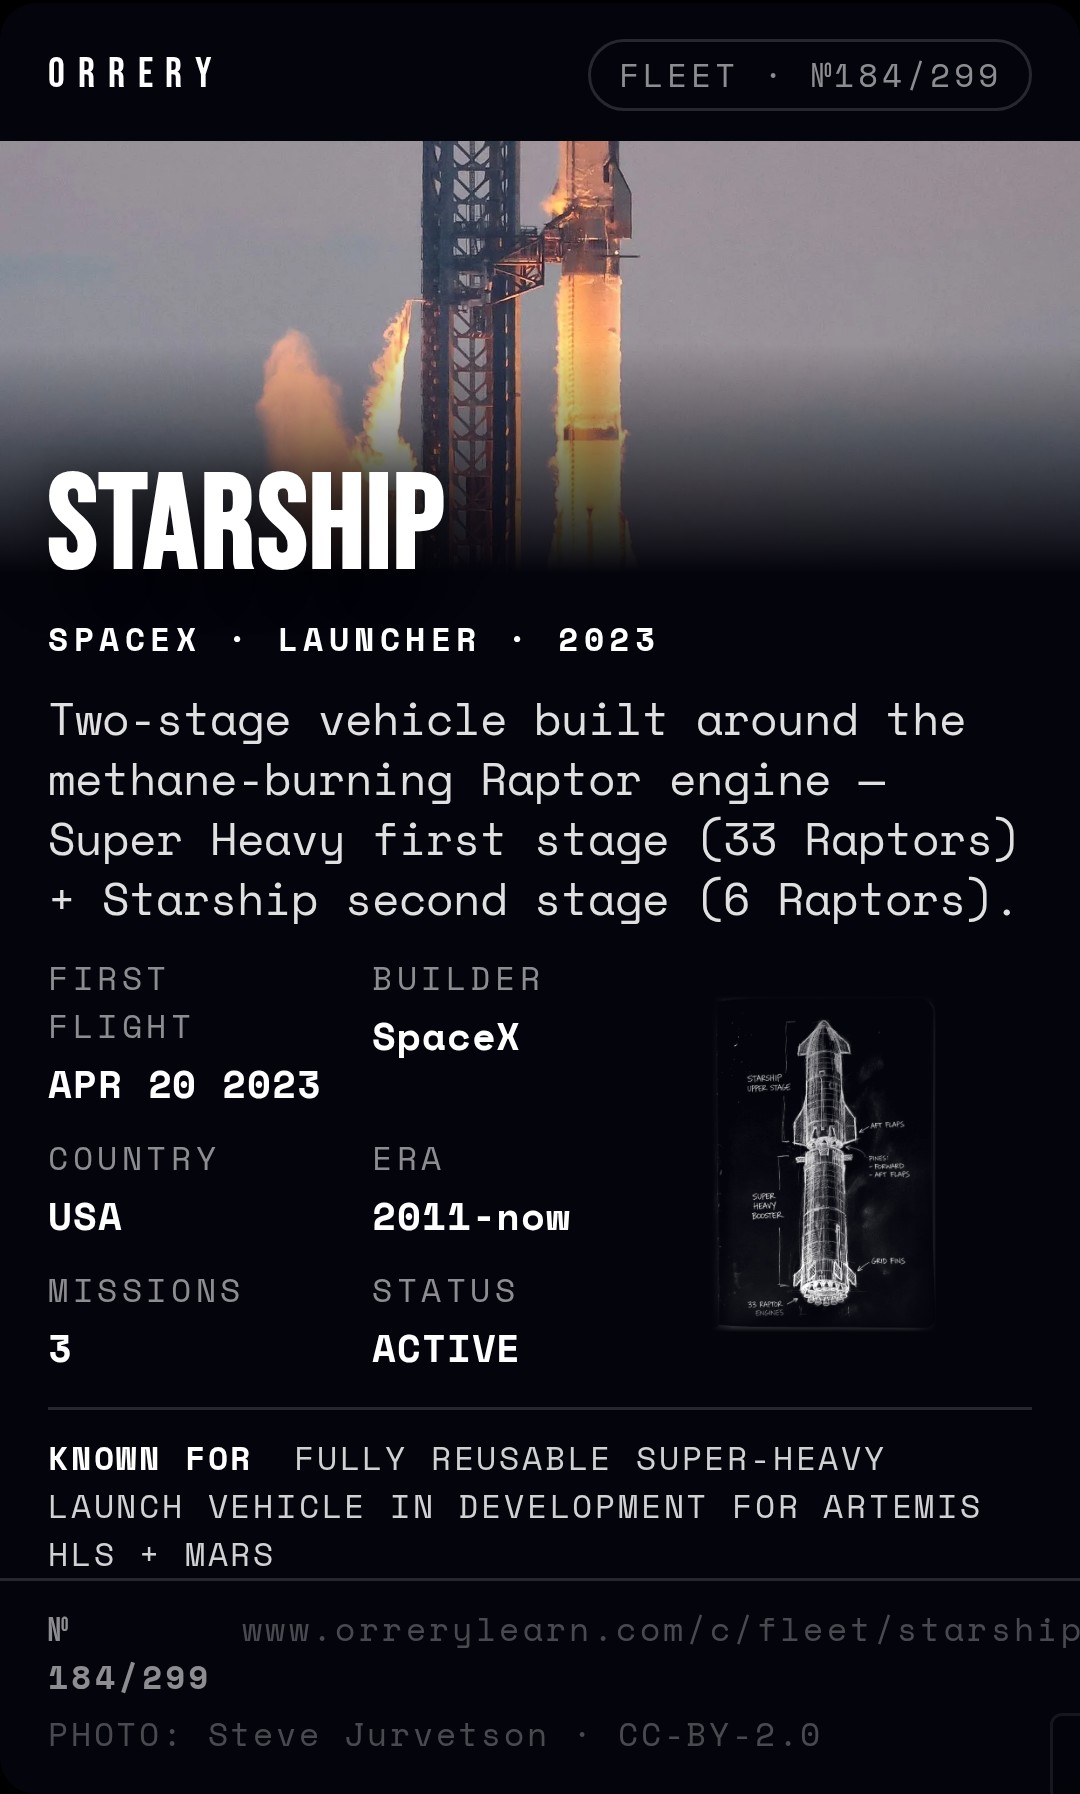 ORRERY
FLEET · №184/299
STARSHIP
SPACEX · LAUNCHER · 2023
Two-stage vehicle built around the
methane-burning Raptor engine —
Super Heavy first stage (33 Raptors)
+ Starship second stage (6 Raptors).
FIRST
FLIGHT
APR 20 2023
BUILDER
SpaceX
COUNTRY
USA
ERA
2011-now
MISSIONS
3
STATUS
ACTIVE
STARSHIP
UPPER STAGE
AFT FLAPS
FINES:
- FORWARD
- AFT FLAPS
SUPER
HEAVY
BOOSTER
GRID FINS
33 RAPTOR
ENGINES
KNOWN FOR FULLY REUSABLE SUPER-HEAVY
LAUNCH VEHICLE IN DEVELOPMENT FOR ARTEMIS
HLS + MARS
№
184/299
www.orrerylearn.com/c/fleet/starship
PHOTO: Steve Jurvetson · CC-BY-2.0